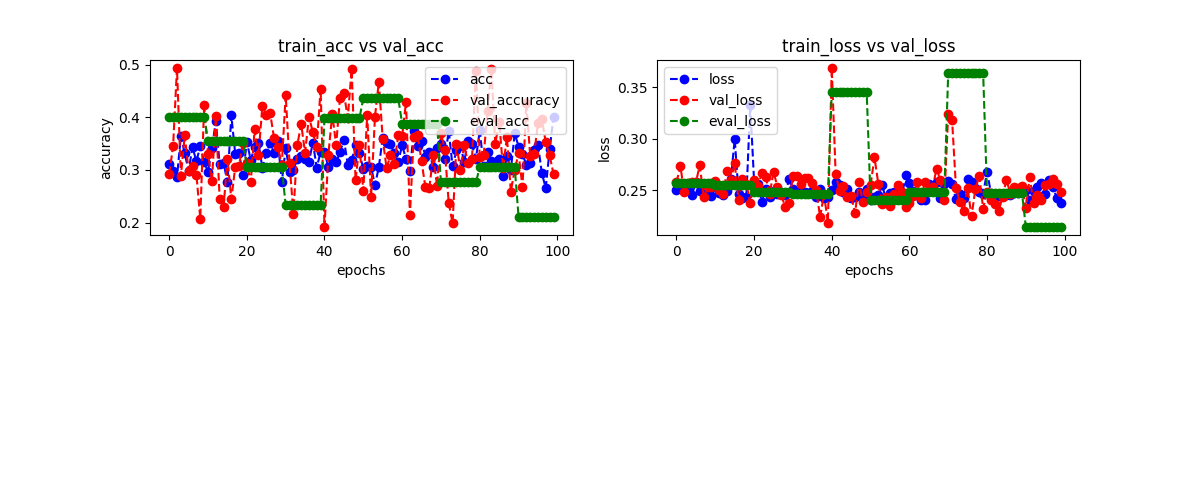 train_acc vs val_acc
accuracy
0.5
0.4
0.3
0.2
0
20
40
60
80
100
epochs
acc
val_accuracy
eval_acc
train_loss vs val_loss
loss
0.35
0.30
0.25
0
20
40
60
80
100
epochs
loss
val_loss
eval_loss